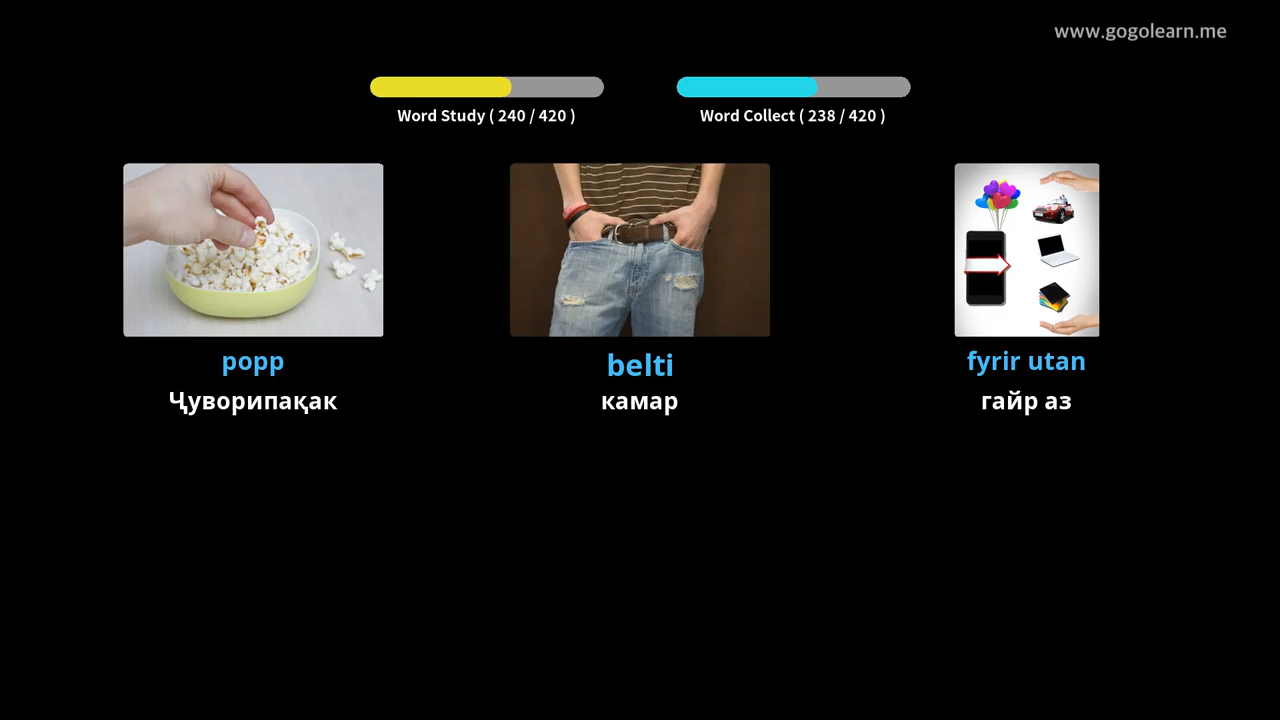 www.gogolearn.me
Word Study ( 240 / 420 )
Word Collect ( 238 / 420 )
popp
belti
fyrir utan
Ҷуворипақак
камар
гайр аз